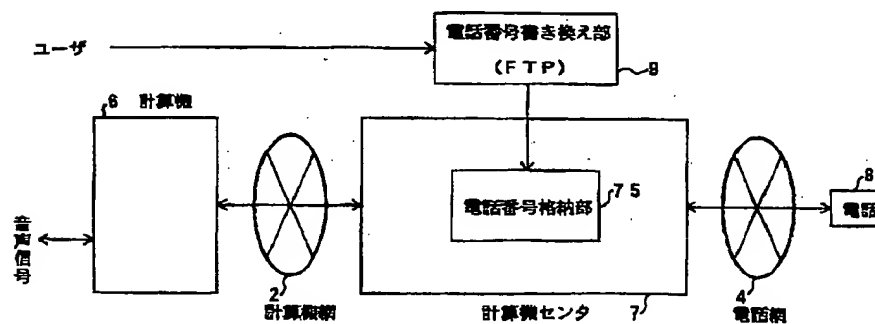 電話番号書き換え部
(FTP)
9
ユーザ
6 計算機
電話番号格納部
75
8
電話
音声信号
2
計算機網
計算機センタ
7
4
電話網